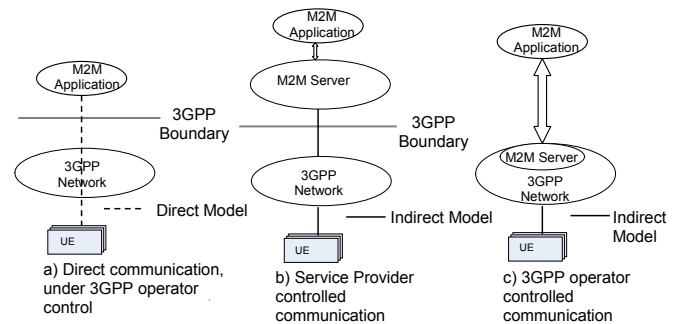 M2M
Application
3GPP
Boundary
3GPP
Network
Direct Model
UE
a) Direct communication,
under 3GPP operator
control
M2M
Application
M2M Server
3GPP
Boundary
3GPP
Network
Indirect Model
UE
b) Service Provider
controlled
communication
M2M
Application
M2M Server
3GPP
Network
Indirect
Model
UE
c) 3GPP operator
controlled
communication